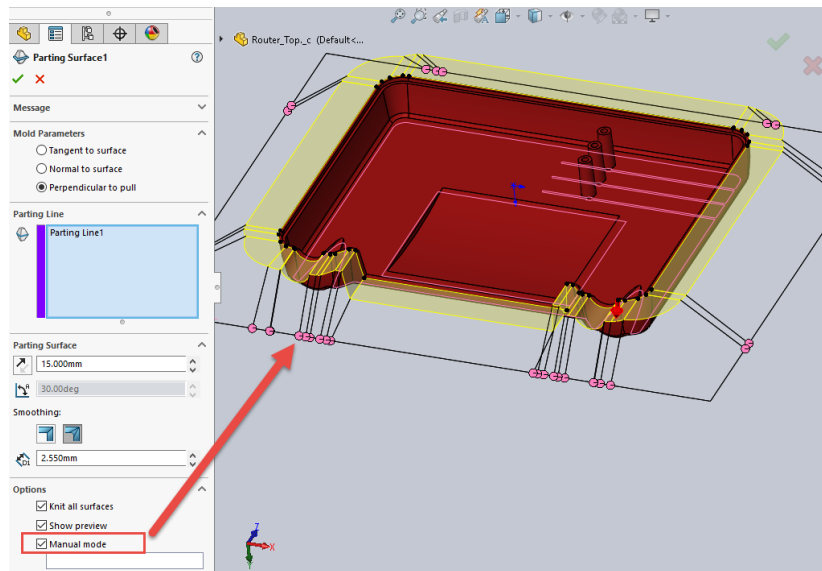 Router_Top._c (Default<...
Parting Surface1
Message
Mold Parameters
Tangent to surface
Normal to surface
Perpendicular to pull
Parting Line
Parting Line1
Parting Surface
15.000mm
30.00deg
Smoothing:
2.550mm
Options
Knit all surfaces
Show preview
Manual mode
Z
X
Y